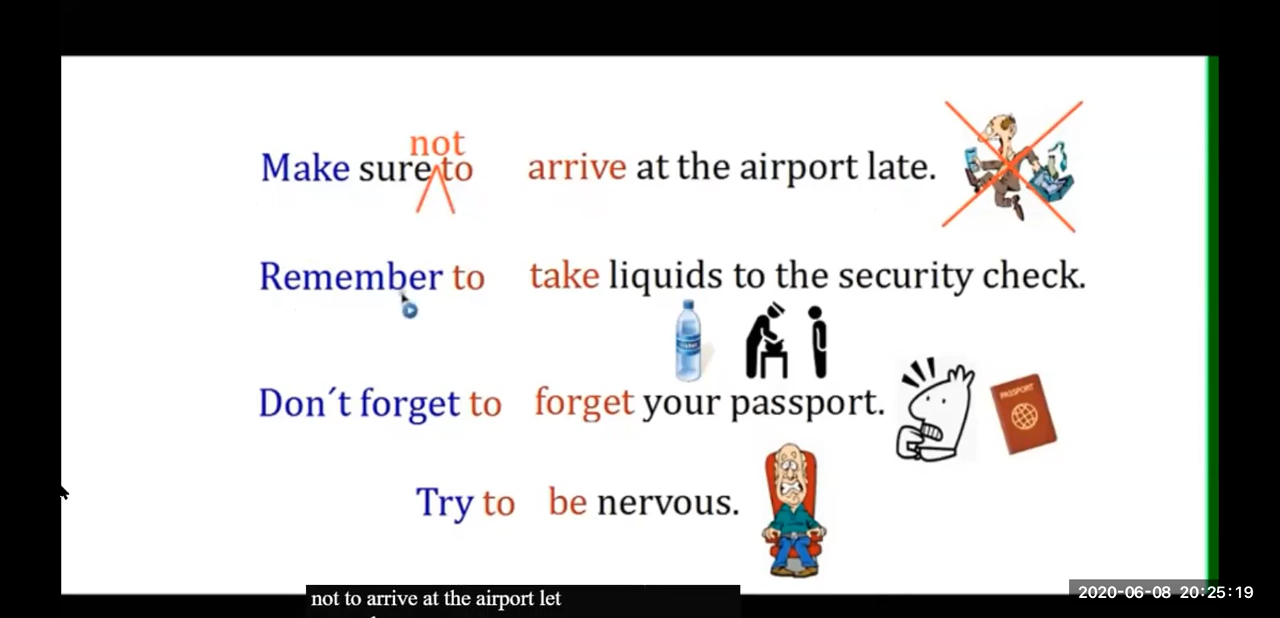 not
Make sure to arrive at the airport late.
Remember to take liquids to the security check.
Don´t forget to forget your passport.
PASSPORT
Try to be nervous.
not to arrive at the airport let
2020-06-08 20:25:19